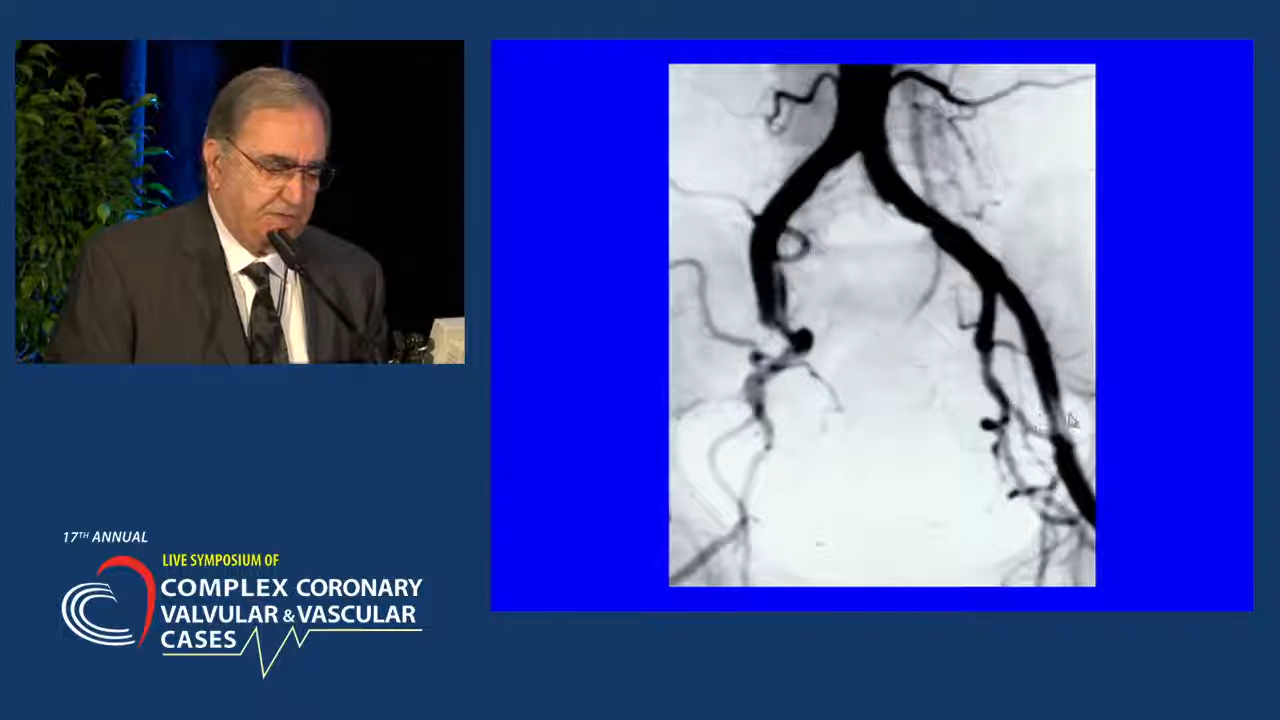 17TH ANNUAL
LIVE SYMPOSIUM OF
COMPLEX CORONARY
VALVULAR & VASCULAR
CASES